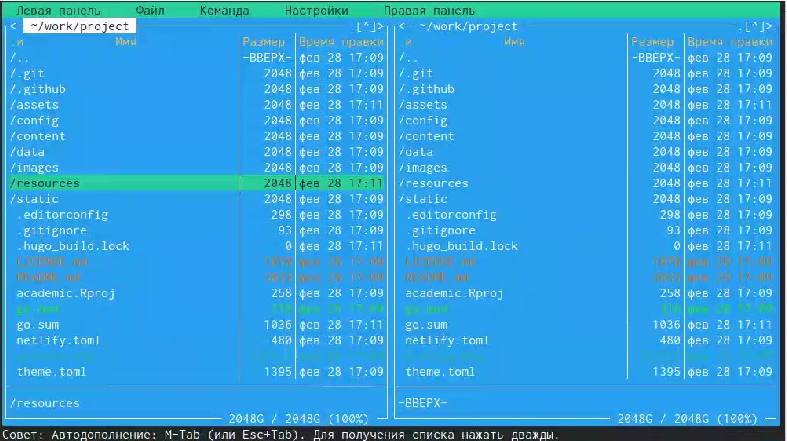 Левая панель Файл Команда Настройки Правая панель
< ~/work/project .[^]> < ~/work/project .[^]>
.и Имя Размер Время правки .и Имя Размер Время правки
/.. -ВВЕРХ- фев 28 17:09 /.. -ВВЕРХ- фев 28 17:09
/.git 2048 фев 28 17:09 /.git 2048 фев 28 17:09
/.github 2048 фев 28 17:09 /.github 2048 фев 28 17:09
/assets 2048 фев 28 17:11 /assets 2048 фев 28 17:11
/config 2048 фев 28 17:09 /config 2048 фев 28 17:09
/content 2048 фев 28 17:09 /content 2048 фев 28 17:09
/data 2048 фев 28 17:09 /data 2048 фев 28 17:09
/images 2048 фев 28 17:09 /images 2048 фев 28 17:09
/resources 2048 фев 28 17:11 /resources 2048 фев 28 17:11
/static 2048 фев 28 17:09 /static 2048 фев 28 17:09
.editorconfig 298 фев 28 17:09 .editorconfig 298 фев 28 17:09
.gitignore 93 фев 28 17:09 .gitignore 93 фев 28 17:09
.hugo_build.lock 0 фев 28 17:11 .hugo_build.lock 0 фев 28 17:11
LICENSE.md фев 28 17:09 LICENSE.md фев 28 17:09
README.md фев 28 17:09 README.md фев 28 17:09
academic.Rproj 258 фев 28 17:09 academic.Rproj 258 фев 28 17:09
go.mod фев 28 17:09 go.mod фев 28 17:09
go.sum 1036 фев 28 17:11 go.sum 1036 фев 28 17:11
netlify.toml 480 фев 28 17:09 netlify.toml 480 фев 28 17:09
theme.toml 1395 фев 28 17:09 theme.toml 1395 фев 28 17:09
/resources -ВВЕРХ-
2048G / 2048G (100%) 2048G / 2048G (100%)
Совет: Автодополнение: M-Tab (или Esc+Tab). Для получения списка нажать дважды.